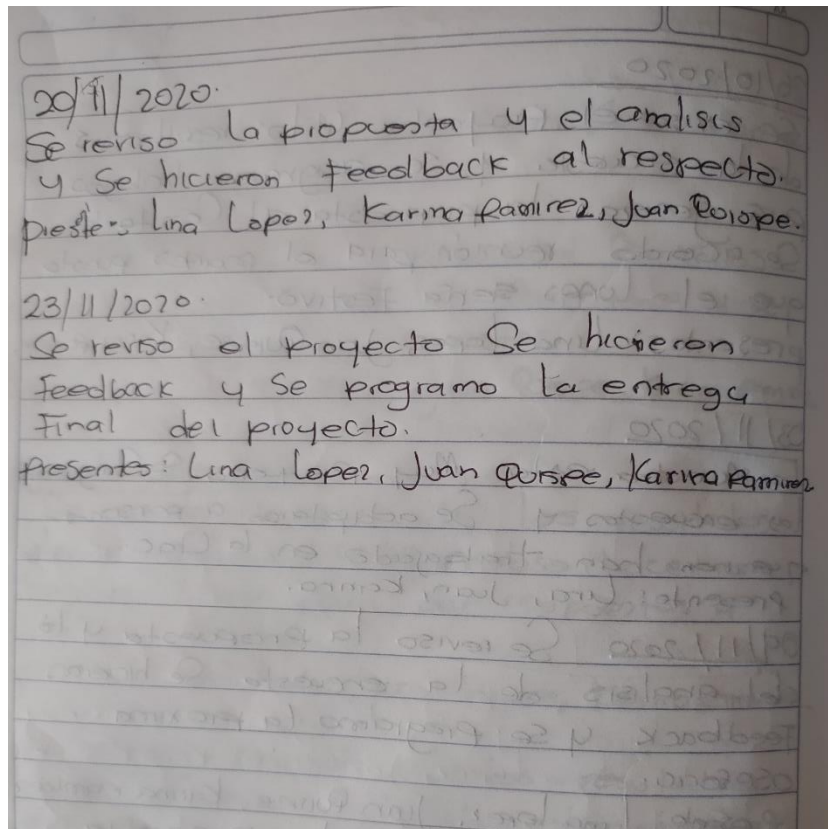 20/11/2020.
Se reviso la propuesta y el analisis
y Se hicieron feedback al respecto.
Preste: Lina Lopez, Karina Ramirez, Juan Quispe.
23/11/2020.
Se reviso el proyecto Se hicieron
Feedback y Se programo la entrega
Final del proyecto.
Presentes: Lina Lopez, Juan Quispe, Karina Ramirez